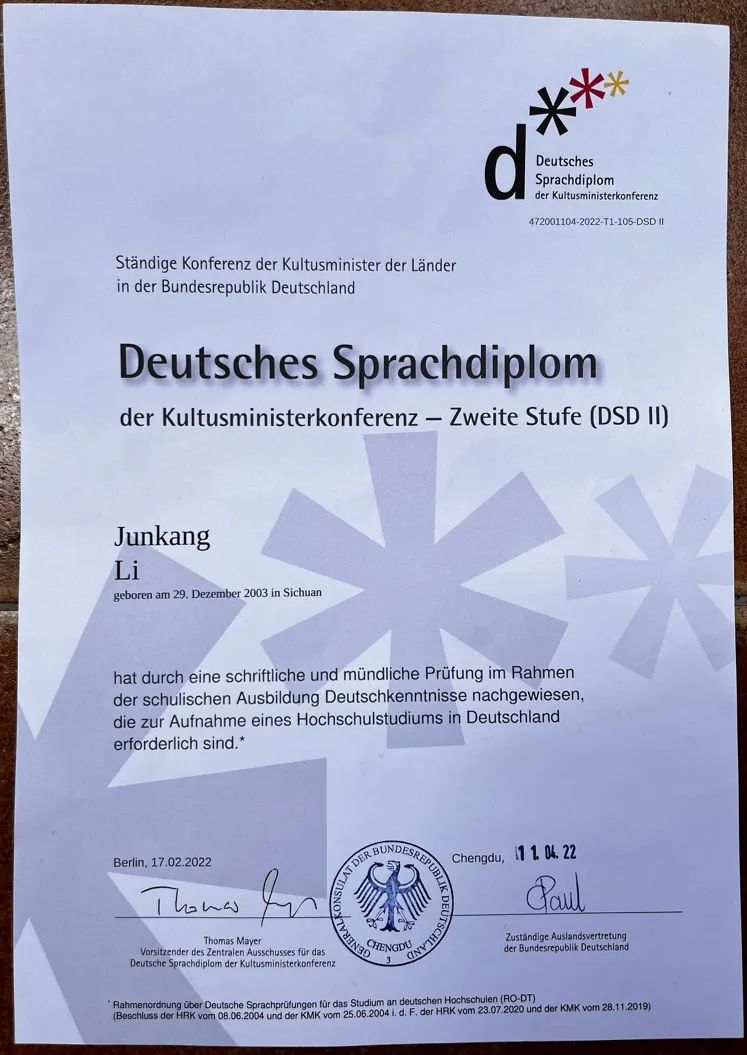 d
Deutsches
Sprachdiplom
der Kultusministerkonferenz
472001104-2022-T1-105-DSD II
Ständige Konferenz der Kultusminister der Länder
in der Bundesrepublik Deutschland
Deutsches Sprachdiplom
der Kultusministerkonferenz – Zweite Stufe (DSD II)
Junkang
Li
geboren am 29. Dezember 2003 in Sichuan
hat durch eine schriftliche und mündliche Prüfung im Rahmen
der schulischen Ausbildung Deutschkenntnisse nachgewiesen,
die zur Aufnahme eines Hochschulstudiums in Deutschland
erforderlich sind.*
Berlin, 17.02.2022
Thomas
Thomas Mayer
Vorsitzender des Zentralen Ausschusses für das
Deutsche Sprachdiplom der Kultusministerkonferenz
GENERALKONSULAT DER BUNDESREPUBLIK DEUTSCHLAND
CHENGDU
3
Chengdu, 11.04.22
Paul
Zuständige Auslandsvertretung
der Bundesrepublik Deutschland
* Rahmenordnung über Deutsche Sprachprüfungen für das Studium an deutschen Hochschulen (RO-DT)
(Beschluss der HRK vom 08.06.2004 und der KMK vom 25.06.2004 i. d. F. der HRK vom 23.07.2020 und der KMK vom 28.11.2019)